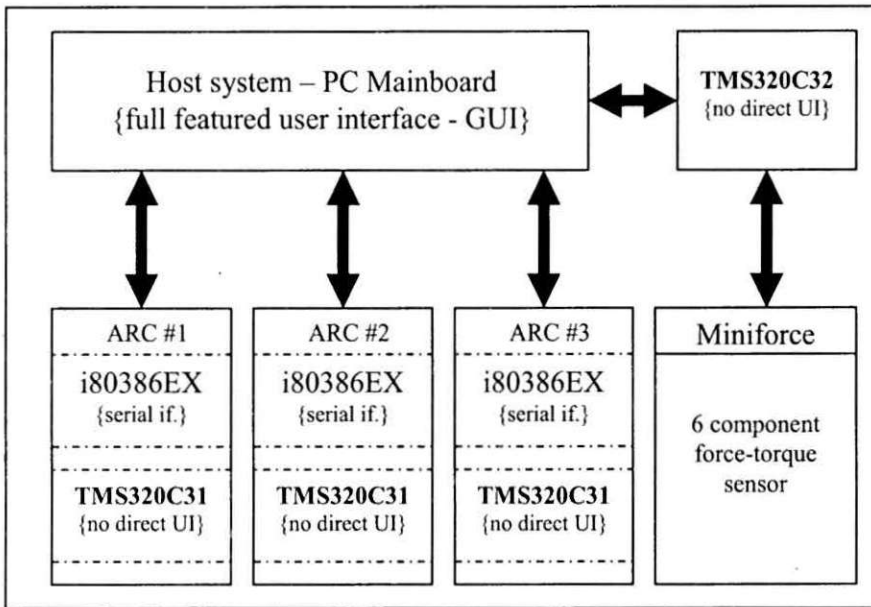 Host system – PC Mainboard
{full featured user interface - GUI}
TMS320C32
{no direct UI}
ARC #1
i80386EX
{serial if.}
TMS320C31
{no direct UI}
ARC #2
i80386EX
{serial if.}
TMS320C31
{no direct UI}
ARC #3
i80386EX
{serial if.}
TMS320C31
{no direct UI}
Miniforce
6 component
force-torque
sensor